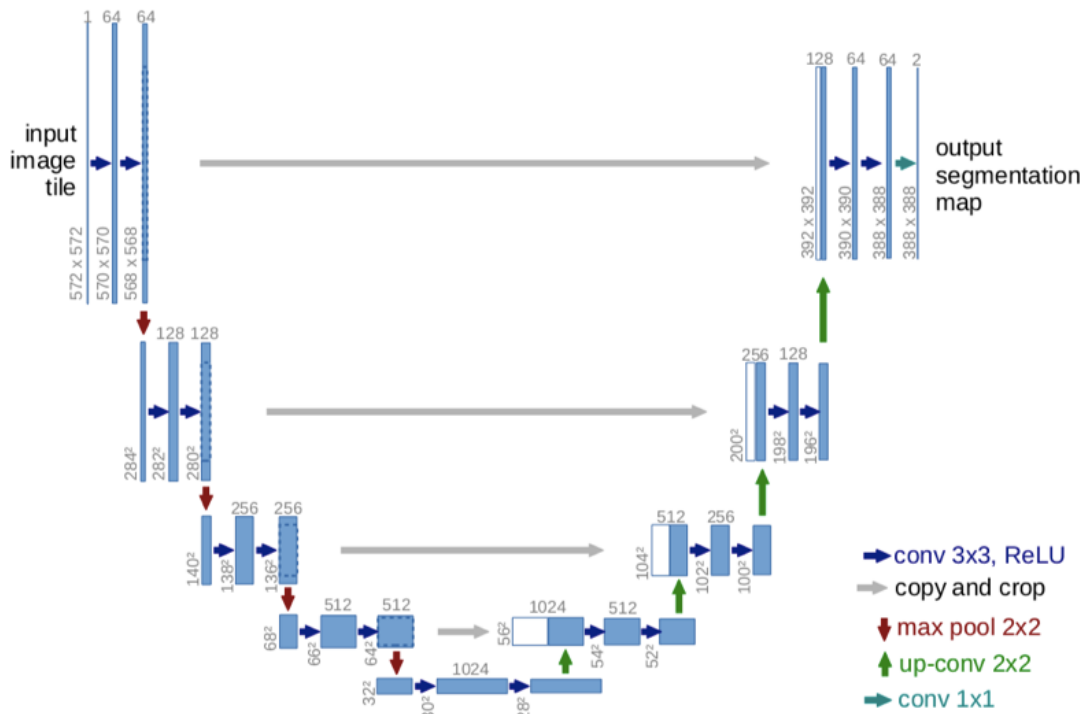 1 64 64
input
image
tile
572 x 572
570 x 570
568 x 568
128 64 64 2
output
segmentation
map
392 x 392
390 x 390
388 x 388
388 x 388
128 128
284²
282²
280²
256 128
200²
198²
196²
256 256
140²
138²
136²
512 256
104²
102²
100²
512 512
68²
66²
64²
1024 512
56²
54²
52²
1024
32²
conv 3x3, ReLU
copy and crop
max pool 2x2
up-conv 2x2
conv 1x1